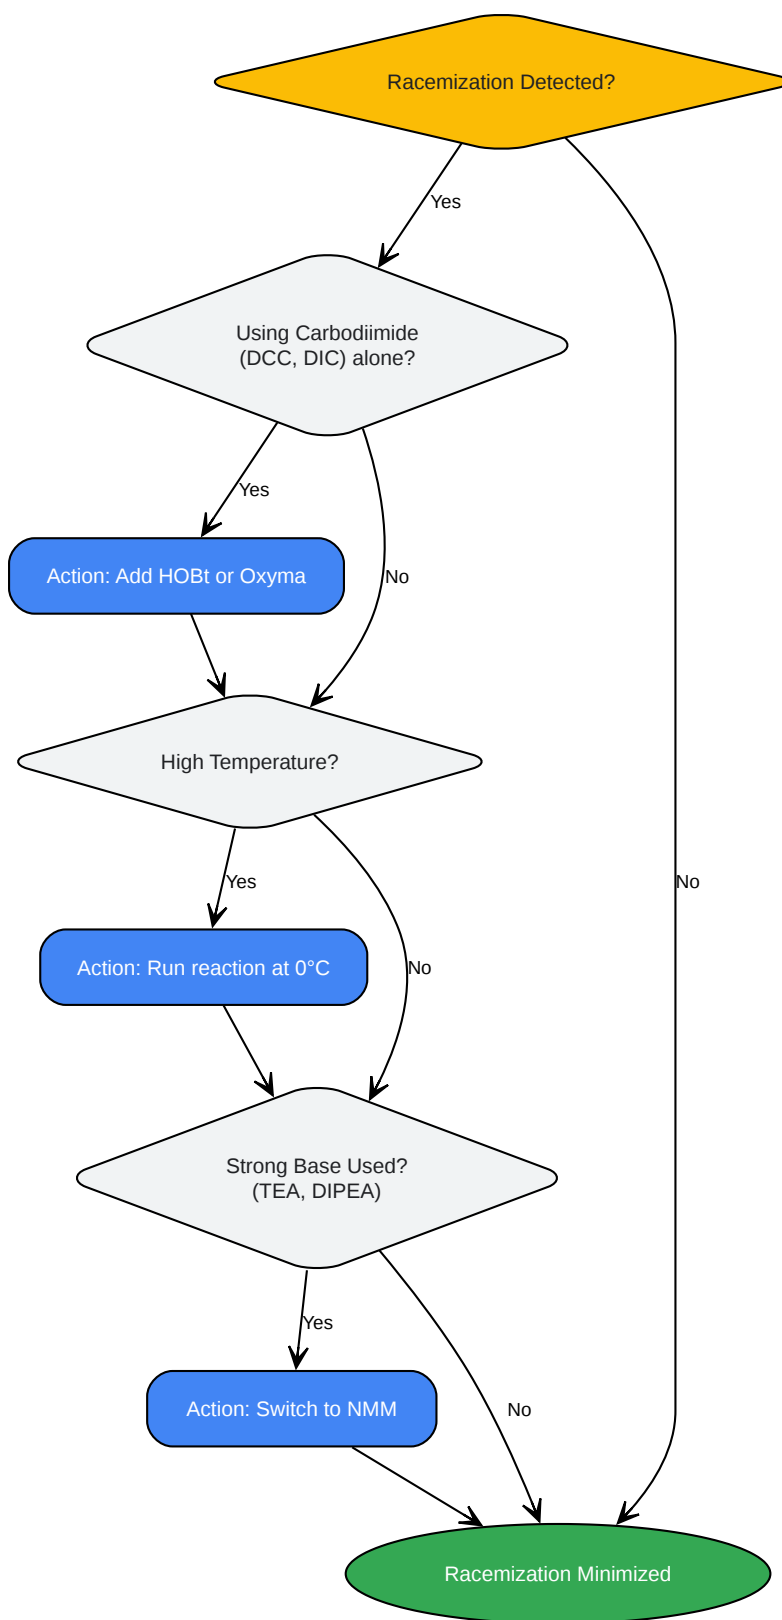 Racemization Detected?
Yes
Using Carbodiimide
(DCC, DIC) alone?
Yes
Action: Add HOBt or Oxyma
No
High Temperature?
Yes
No
Action: Run reaction at 0°C
No
Strong Base Used?
(TEA, DIPEA)
Yes
Action: Switch to NMM
No
Racemization Minimized